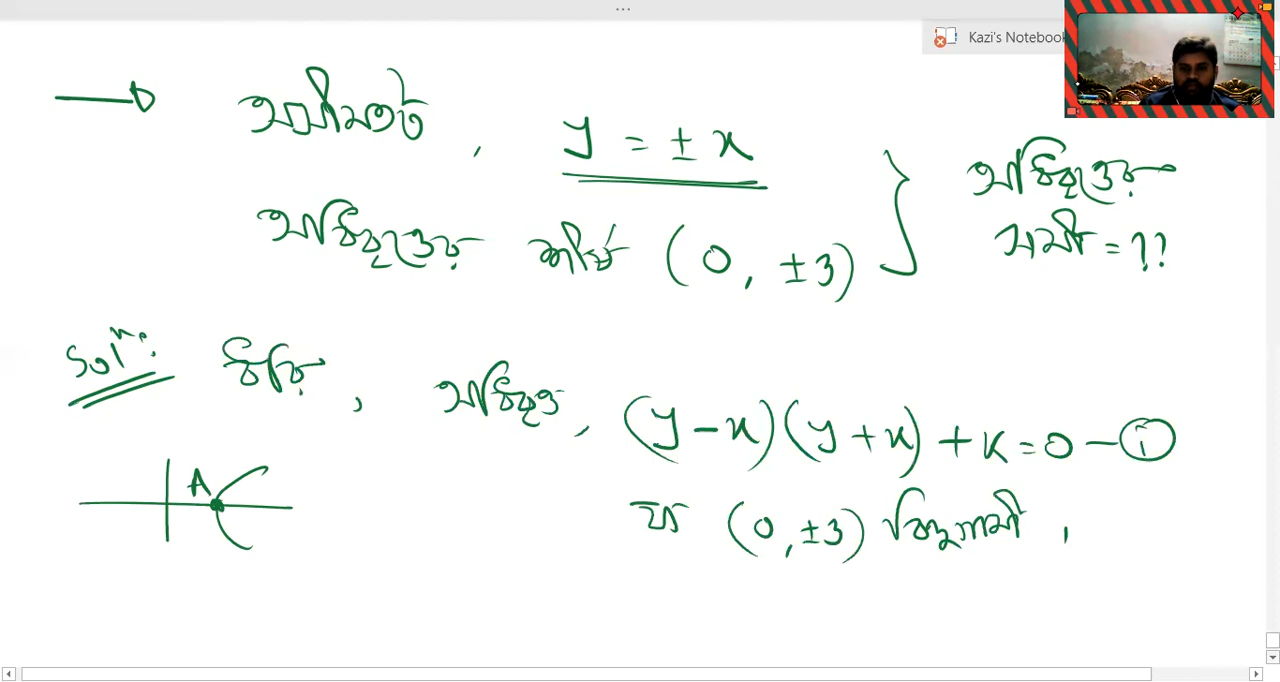 Kazi's Notebook
অসীমতট, y = ±x
অধিবৃত্তের শীর্ষ (0, ±3)
অধিবৃত্তের সমী = ??
Solⁿ: ধরি, অধিবৃত্ত, (y - x)(y + x) + K = 0 - (i)
A
যা (0, ±3) বিন্দুগামী,